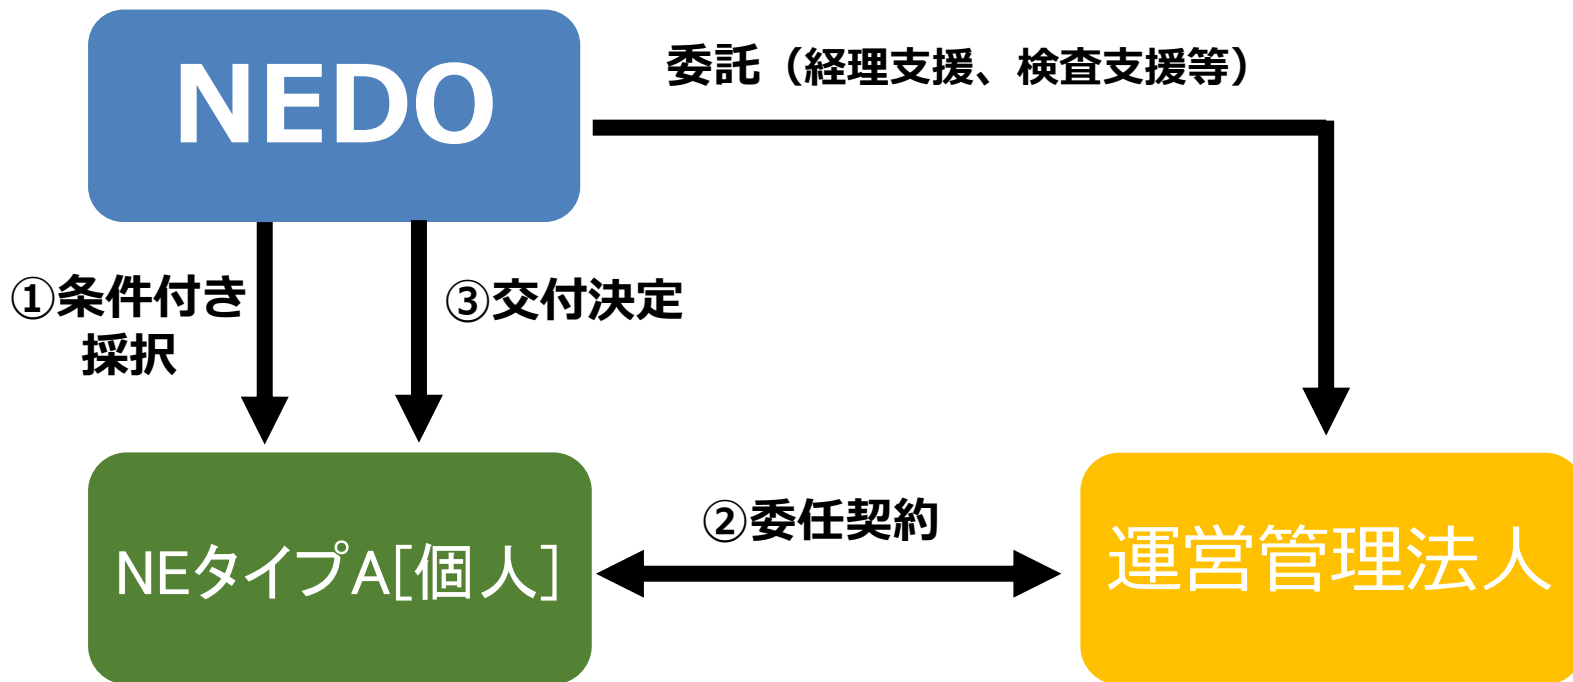 NEDO
委託（経理支援、検査支援等）
①条件付き
採択
③交付決定
②委任契約
NEタイプA[個人]
運営管理法人